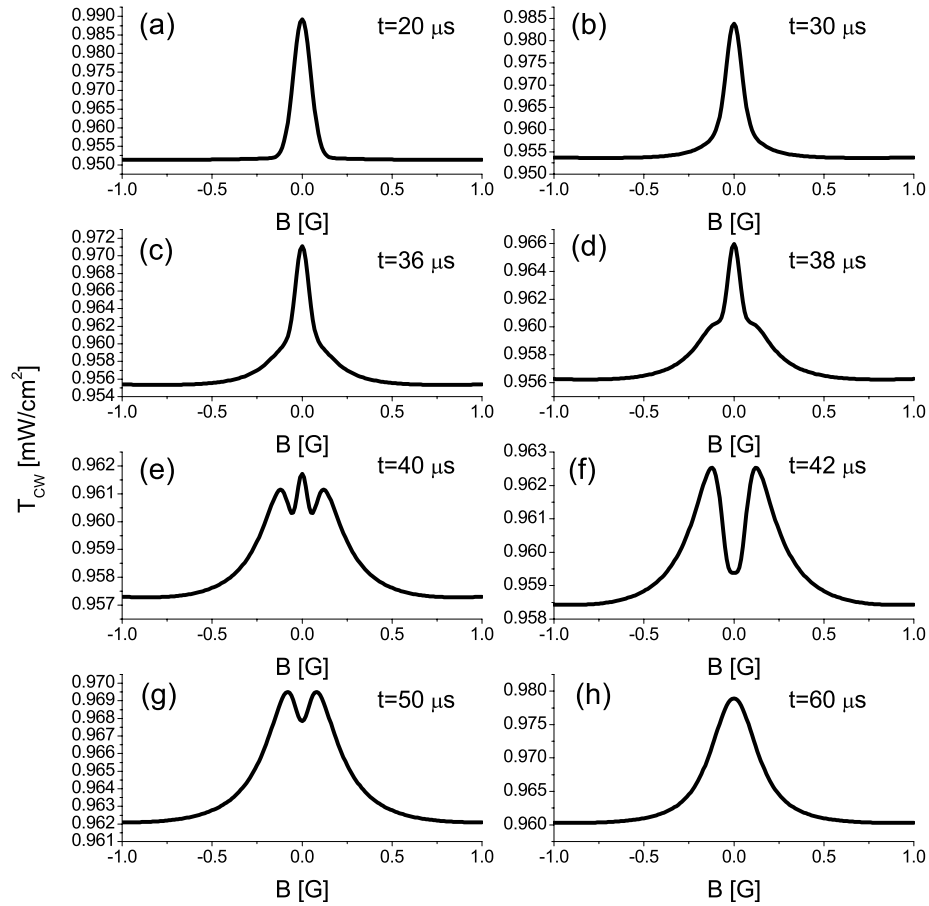 T_CW [mW/cm²]
(a) t=20 μs
0.990
0.985
0.980
0.975
0.970
0.965
0.960
0.955
0.950
-1.0 -0.5 0.0 0.5 1.0
B [G]
(b) t=30 μs
0.985
0.980
0.975
0.970
0.965
0.960
0.955
0.950
-1.0 -0.5 0.0 0.5 1.0
B [G]
(c) t=36 μs
0.972
0.970
0.968
0.966
0.964
0.962
0.960
0.958
0.956
0.954
-1.0 -0.5 0.0 0.5 1.0
B [G]
(d) t=38 μs
0.966
0.964
0.962
0.960
0.958
0.956
-1.0 -0.5 0.0 0.5 1.0
B [G]
(e) t=40 μs
0.962
0.961
0.960
0.959
0.958
0.957
-1.0 -0.5 0.0 0.5 1.0
B [G]
(f) t=42 μs
0.963
0.962
0.961
0.960
0.959
0.958
-1.0 -0.5 0.0 0.5 1.0
B [G]
(g) t=50 μs
0.970
0.969
0.968
0.967
0.966
0.965
0.964
0.963
0.962
0.961
-1.0 -0.5 0.0 0.5 1.0
B [G]
(h) t=60 μs
0.980
0.975
0.970
0.965
0.960
-1.0 -0.5 0.0 0.5 1.0
B [G]